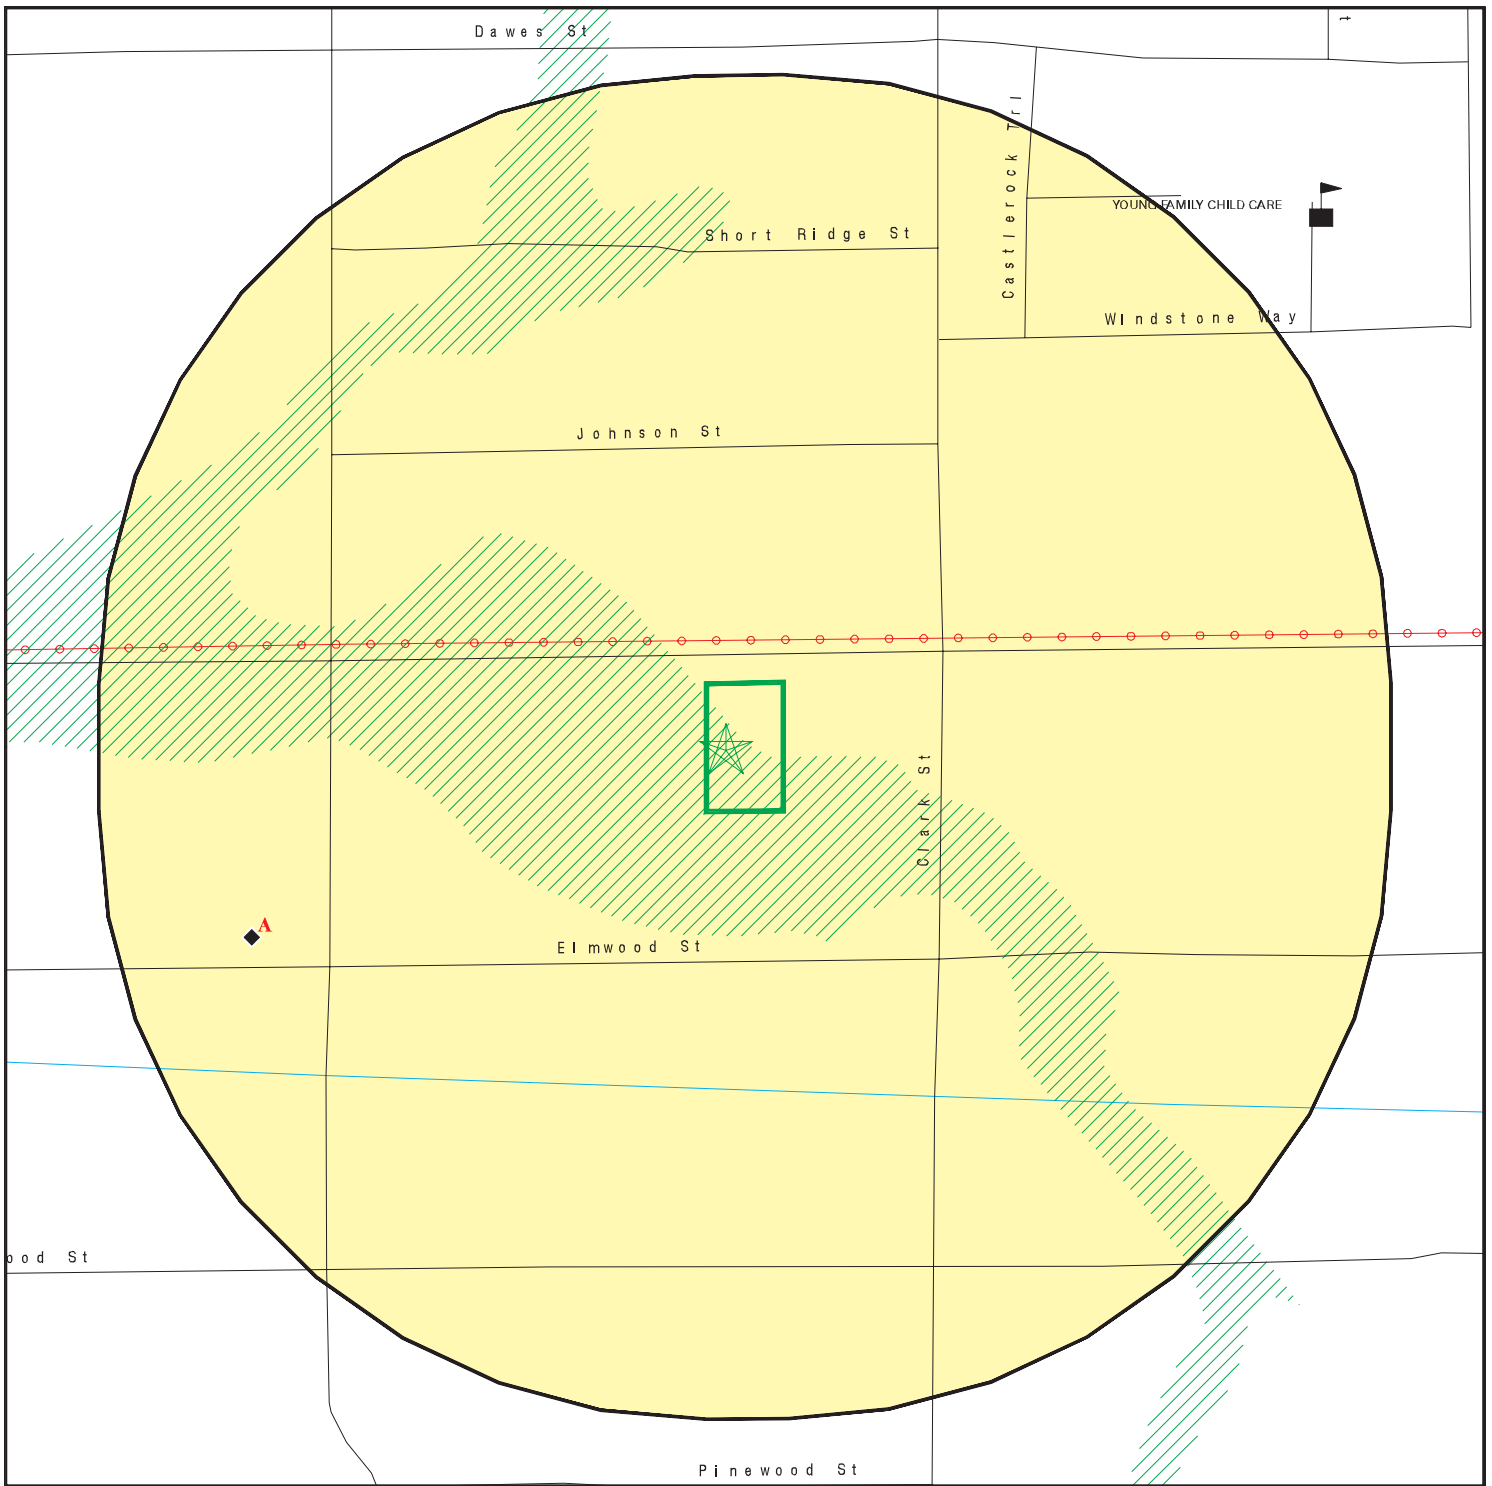 Dawes St
t
Castlerock Trl
YOUNG FAMILY CHILD CARE
Short Ridge St
Windstone Way
Johnson St
Clark St
A
Elmwood St
ood St
Pinewood St